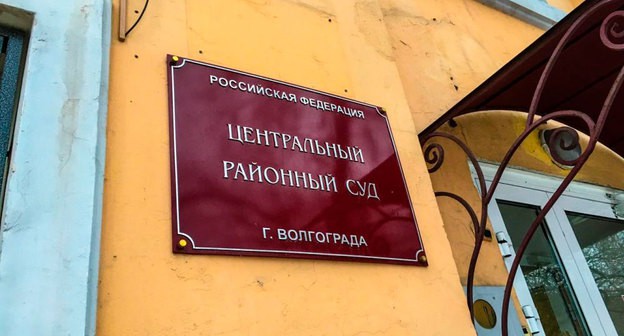 РОССИЙСКАЯ ФЕДЕРАЦИЯ
ЦЕНТРАЛЬНЫЙ
РАЙОННЫЙ СУД
Г. ВОЛГОГРАДА